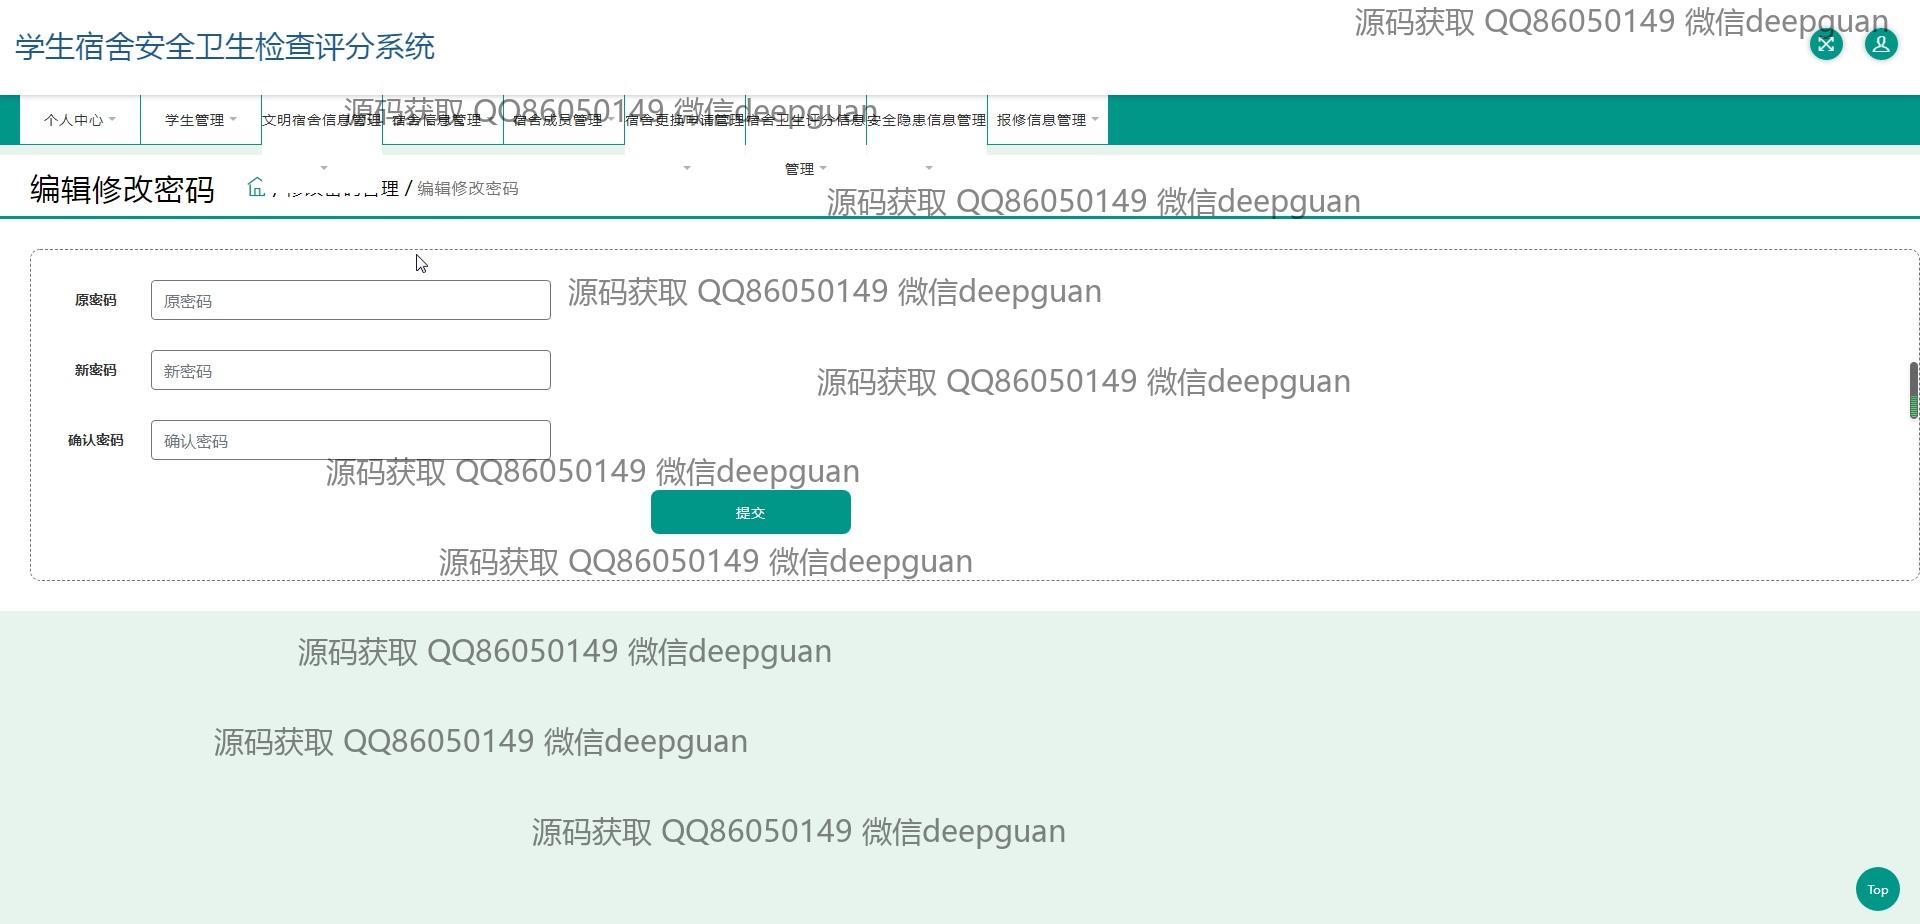 源码获取 QQ86050149 微信deepguan
学生宿舍安全卫生检查评分系统
源码获取 QQ86050149 微信deepguan
个人中心 学生管理 文明宿舍信息管理 宿舍信息管理 宿舍成员管理 宿舍更换申请管理 宿舍卫生评分信息管理 安全隐患信息管理 报修信息管理
编辑修改密码 / 修改密码管理 / 编辑修改密码
源码获取 QQ86050149 微信deepguan
原密码 原密码
源码获取 QQ86050149 微信deepguan
新密码 新密码
源码获取 QQ86050149 微信deepguan
确认密码 确认密码
源码获取 QQ86050149 微信deepguan
提交
源码获取 QQ86050149 微信deepguan
源码获取 QQ86050149 微信deepguan
源码获取 QQ86050149 微信deepguan
源码获取 QQ86050149 微信deepguan
Top